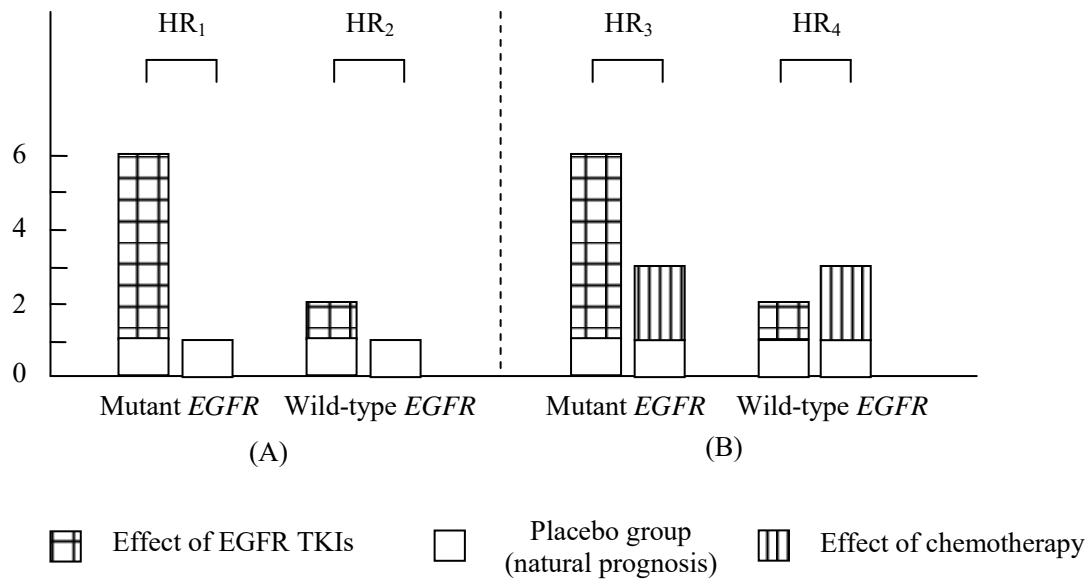 HR₁ HR₂ HR₃ HR₄
6
4
2
0
Mutant EGFR Wild-type EGFR Mutant EGFR Wild-type EGFR
(A) (B)
Effect of EGFR TKIs
Placebo group
(natural prognosis)
Effect of chemotherapy